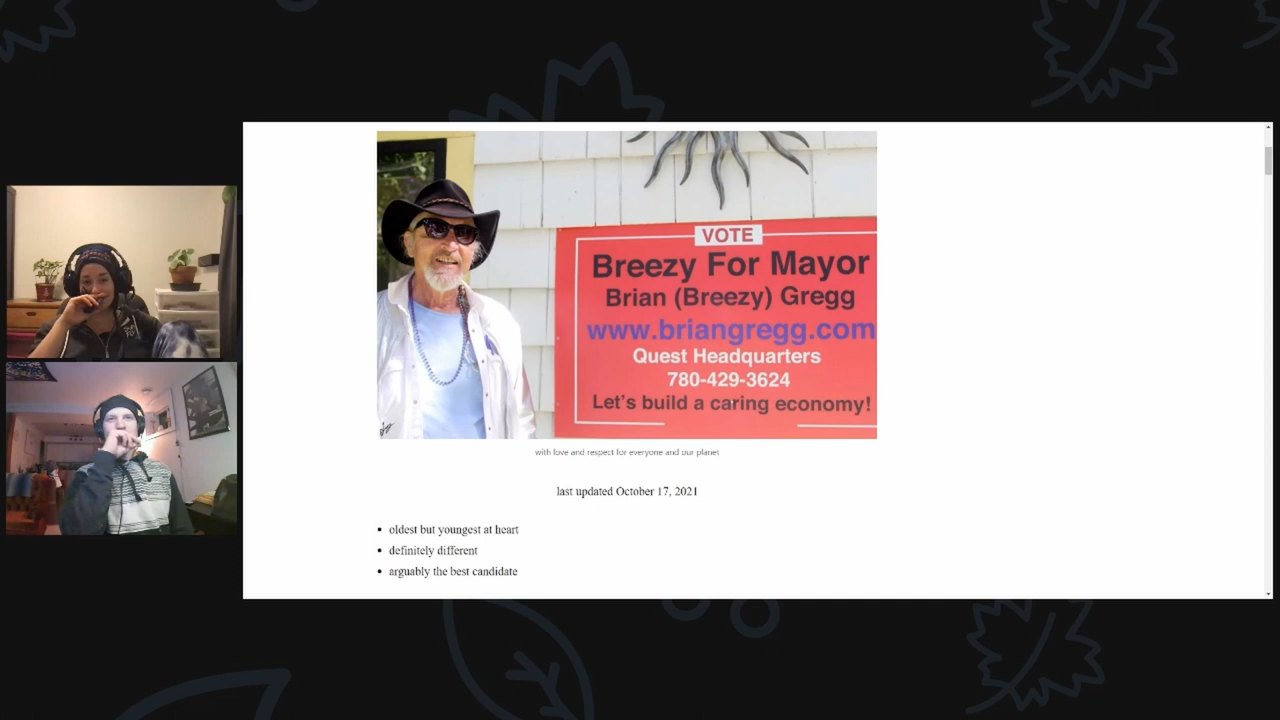 VOTE
Breezy For Mayor
Brian (Breezy) Gregg
www.briangregg.com
Quest Headquarters
780-429-3624
Let's build a caring economy!
with love and respect for everyone and our planet
last updated October 17, 2021
• oldest but youngest at heart
• definitely different
• arguably the best candidate